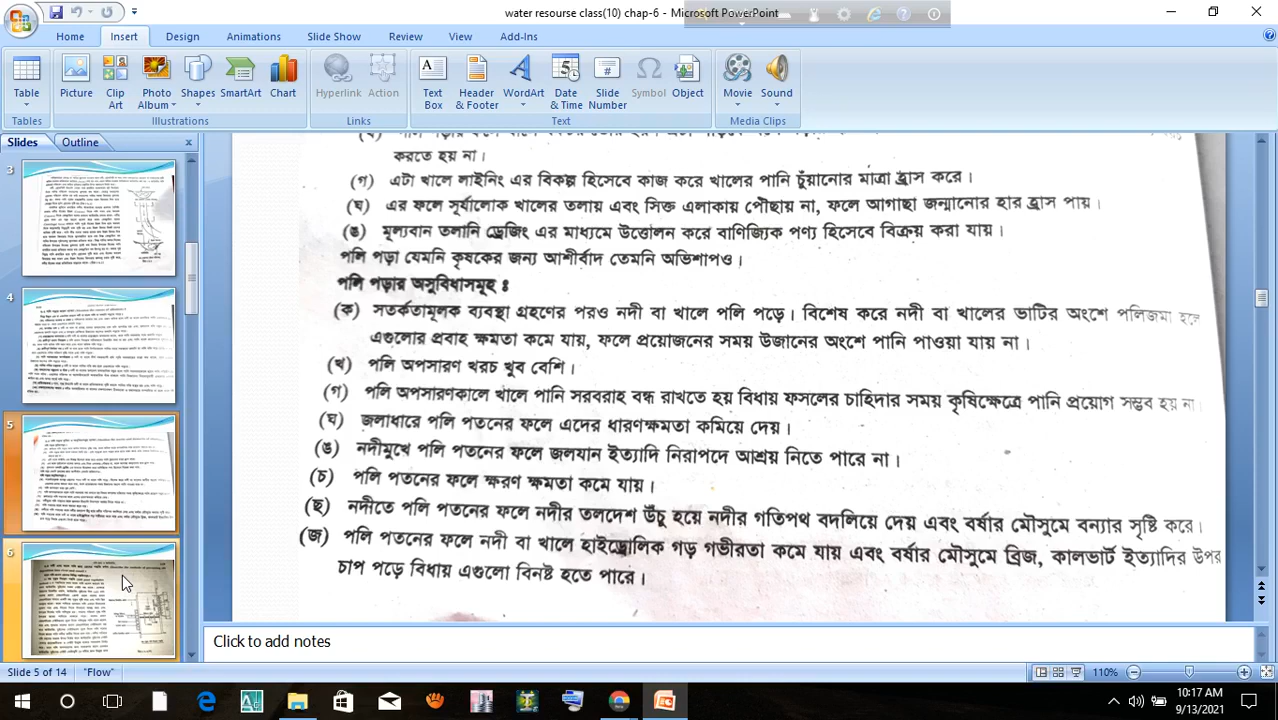 water resourse class(10) chap-6 - Microsoft PowerPoint
Home Insert Design Animations Slide Show Review View Add-Ins
Table Picture Clip Art Photo Album Shapes SmartArt Chart Hyperlink Action Text Box Header & Footer WordArt Date & Time Slide Number Symbol Object Movie Sound
Tables Illustrations Links Text Media Clips
Slides Outline
3
4
5
6
করতে হয় না।
(গ) এটা খালে লাইনিং এর বিকল্প হিসেবে কাজ করে খালের পানি চুঁয়ানোর মাত্রা হ্রাস করে।
(ঘ) এর ফলে সূর্যালোক খালের তলায় এবং সিক্ত এলাকায় পৌঁছায় না, ফলে আগাছা জন্মানোর হার হ্রাস পায়।
(ঙ) মূল্যবান তলানি ড্রেজিং এর মাধ্যমে উত্তোলন করে বাণিজ্যিক পণ্য হিসেবে বিক্রয় করা যায়।
পলি পড়া যেমনি কৃষকের জন্য আশীর্বাদ তেমনি অভিশাপও।
পলি পড়ার অসুবিধাসমূহ ঃ
(ক) সতর্কতামূলক ব্যবস্থা গ্রহণের পরও নদী বা খালে পলি পড়ে। বিশেষ করে নদী বা খালের ভাটির অংশে পলিজমা হলে
এগুলোর প্রবাহ ক্ষমতা কমে যায়, ফলে প্রয়োজনের সময় উজানের অংশে পানি পাওয়া যায় না।
(খ) পলি অপসারণ খরচ খুব বেশি।
(গ) পলি অপসারণকালে খালে পানি সরবরাহ বন্ধ রাখতে হয় বিধায় ফসলের চাহিদার সময় কৃষিক্ষেত্রে পানি প্রয়োগ সম্ভব হয় না
(ঘ) জলাধারে পলি পতনের ফলে এদের ধারণক্ষমতা কমিয়ে দেয়।
(ঙ) নদীমুখে পলি পতনের ফলে জলযান ইত্যাদি নিরাপদে আশ্রয় নিতে পারে না।
(চ) পলি পতনের ফলে ক্ষরণ ক্ষমতা কমে যায়।
(ছ) নদীতে পলি পতনের ফলে নদীর তলদেশ উঁচু হয়ে নদীর গতিপথ বদলিয়ে দেয় এবং বর্ষার মৌসুমে বন্যার সৃষ্টি করে।
(জ) পলি পতনের ফলে নদী বা খালে হাইড্রোলিক গড় গভীরতা কমে যায় এবং বর্ষার মৌসুমে ব্রিজ, কালভার্ট ইত্যাদির উপর
চাপ পড়ে বিধায় এগুলো বিনষ্ট হতে পারে।
Click to add notes
Slide 5 of 14 "Flow" 110%
10:17 AM
9/13/2021